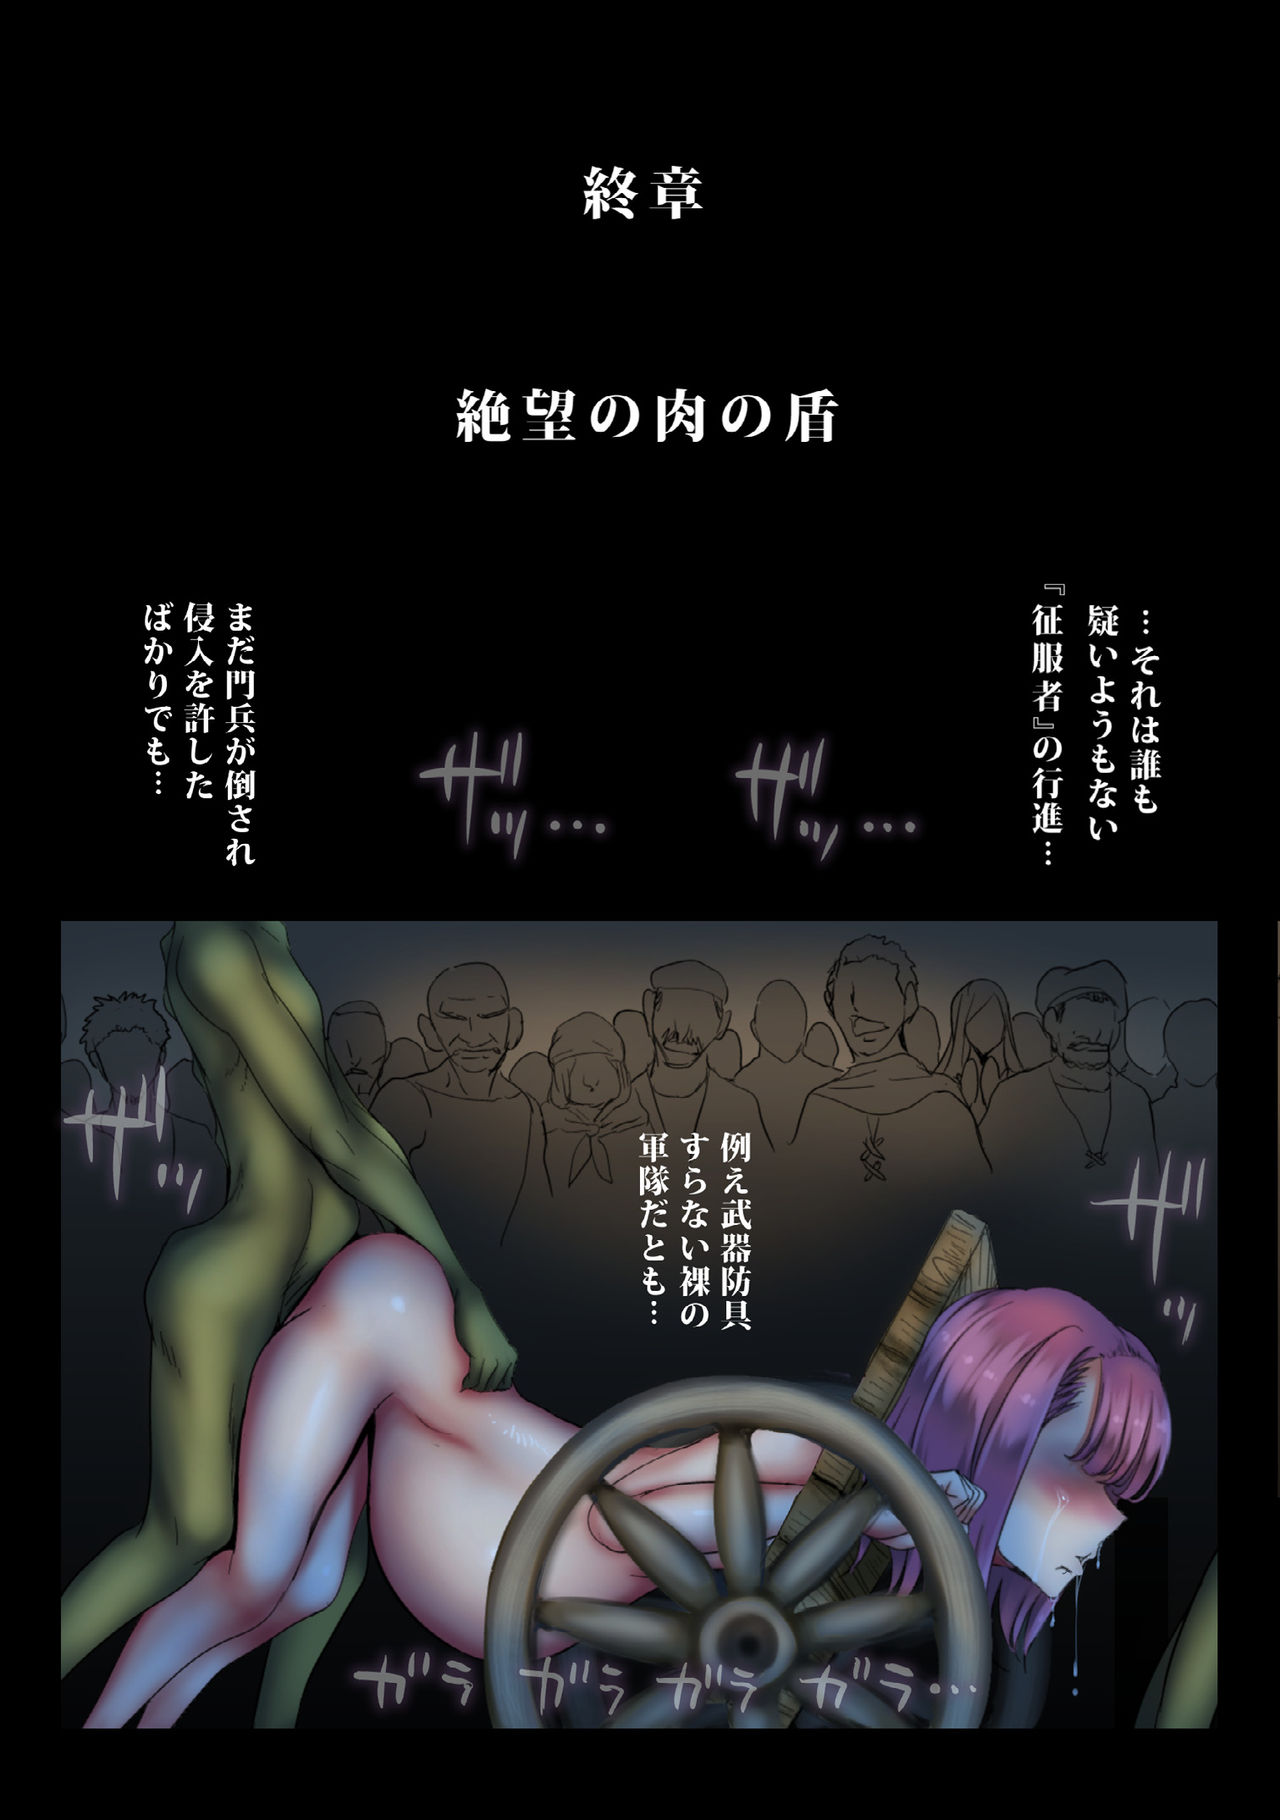 終章
絶望の肉の盾
…それは誰も
疑いようもない
『征服者』の行進…
ザッ…
ザッ…
まだ門兵が倒され
侵入を許した
ばかりでも…
ザッ
例え武器防具
すらない裸の
軍隊だとも…
ザッ
ガラ ガラ ガラ ガラ…